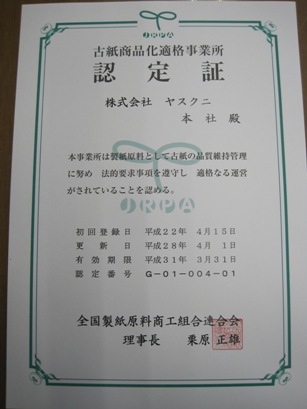 JRPA
古紙商品化適格事業所
認定証
株式会社 ヤスクニ
本社 殿
本事業所は製紙原料として古紙の品質維持管理
に努め 法的要求事項を遵守し 適格なる運営
がされていることを認める。
JRPA
初回登録日 平成22年 4月15日
更新日 平成28年 4月 1日
有効期限 平成31年 3月31日
認定番号 G-01-004-01
全国製紙原料商工組合連合会
理事長 栗原 正雄